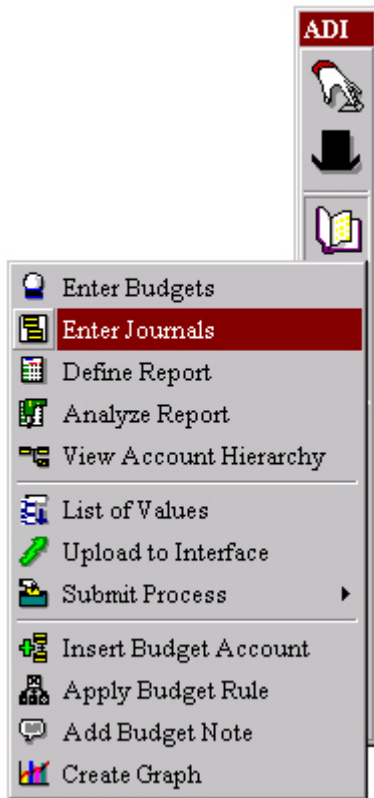 ADI
Enter Budgets
Enter Journals
Define Report
Analyze Report
View Account Hierarchy
List of Values
Upload to Interface
Submit Process
Insert Budget Account
Apply Budget Rule
Add Budget Note
Create Graph